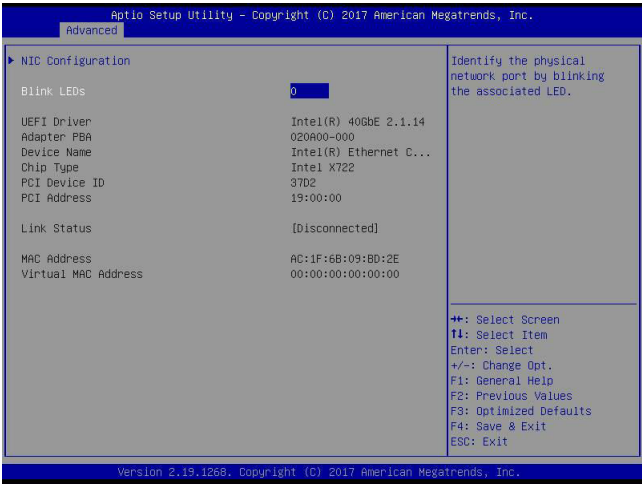 Aptio Setup Utility – Copyright (C) 2017 American Megatrends, Inc.
Advanced
▶ NIC Configuration
Blink LEDs 0
UEFI Driver Intel(R) 40GbE 2.1.14
Adapter PBA 020A00-000
Device Name Intel(R) Ethernet C...
Chip Type Intel X722
PCI Device ID 37D2
PCI Address 19:00:00
Link Status [Disconnected]
MAC Address AC:1F:6B:09:BD:2E
Virtual MAC Address 00:00:00:00:00:00
Identify the physical
network port by blinking
the associated LED.
→←: Select Screen
↑↓: Select Item
Enter: Select
+/-: Change Opt.
F1: General Help
F2: Previous Values
F3: Optimized Defaults
F4: Save & Exit
ESC: Exit
Version 2.19.1268. Copyright (C) 2017 American Megatrends, Inc.